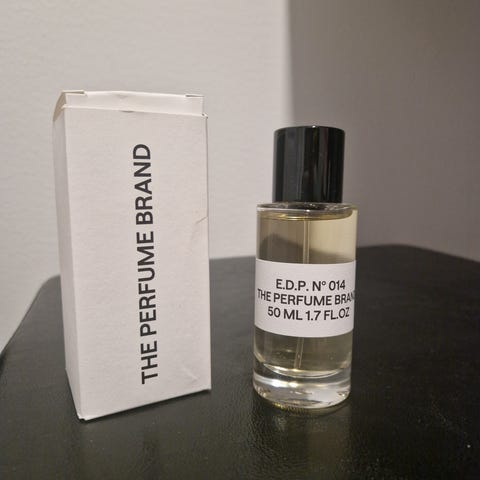 THE PERFUME BRAND
E.D.P. N° 014
THE PERFUME BRAND
50 ML 1.7 FL.OZ